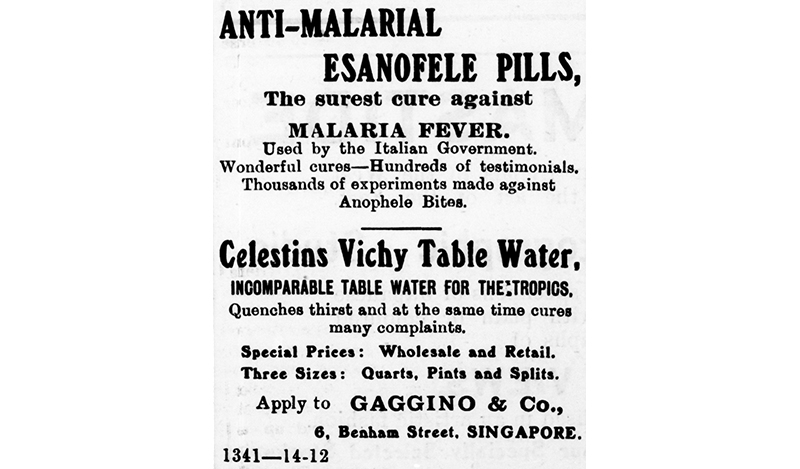 ANTI-MALARIAL
ESANOFELE PILLS,
The surest cure against
MALARIA FEVER.
Used by the Italian Government.
Wonderful cures—Hundreds of testimonials.
Thousands of experiments made against
Anophele Bites.
Celestins Vichy Table Water,
INCOMPARABLE TABLE WATER FOR THE TROPICS.
Quenches thirst and at the same time cures
many complaints.
Special Prices: Wholesale and Retail.
Three Sizes: Quarts, Pints and Splits.
Apply to GAGGINO & Co.,
6, Benham Street, SINGAPORE.
1341—14-12